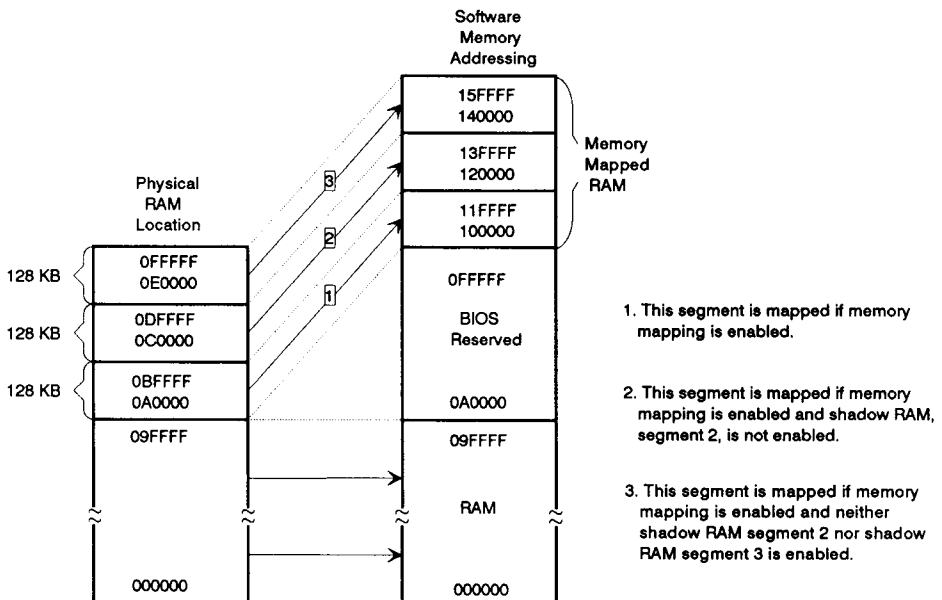 Software
Memory
Addressing
15FFFF
140000
13FFFF
120000
11FFFF
100000
Memory
Mapped
RAM
3
2
1
Physical
RAM
Location
128 KB
0FFFFF
0E0000
128 KB
0DFFFF
0C0000
128 KB
0BFFFF
0A0000
09FFFF
000000
0FFFFF
BIOS
Reserved
0A0000
09FFFF
RAM
000000
1. This segment is mapped if memory
mapping is enabled.
2. This segment is mapped if memory
mapping is enabled and shadow RAM,
segment 2, is not enabled.
3. This segment is mapped if memory
mapping is enabled and neither
shadow RAM segment 2 nor shadow
RAM segment 3 is enabled.